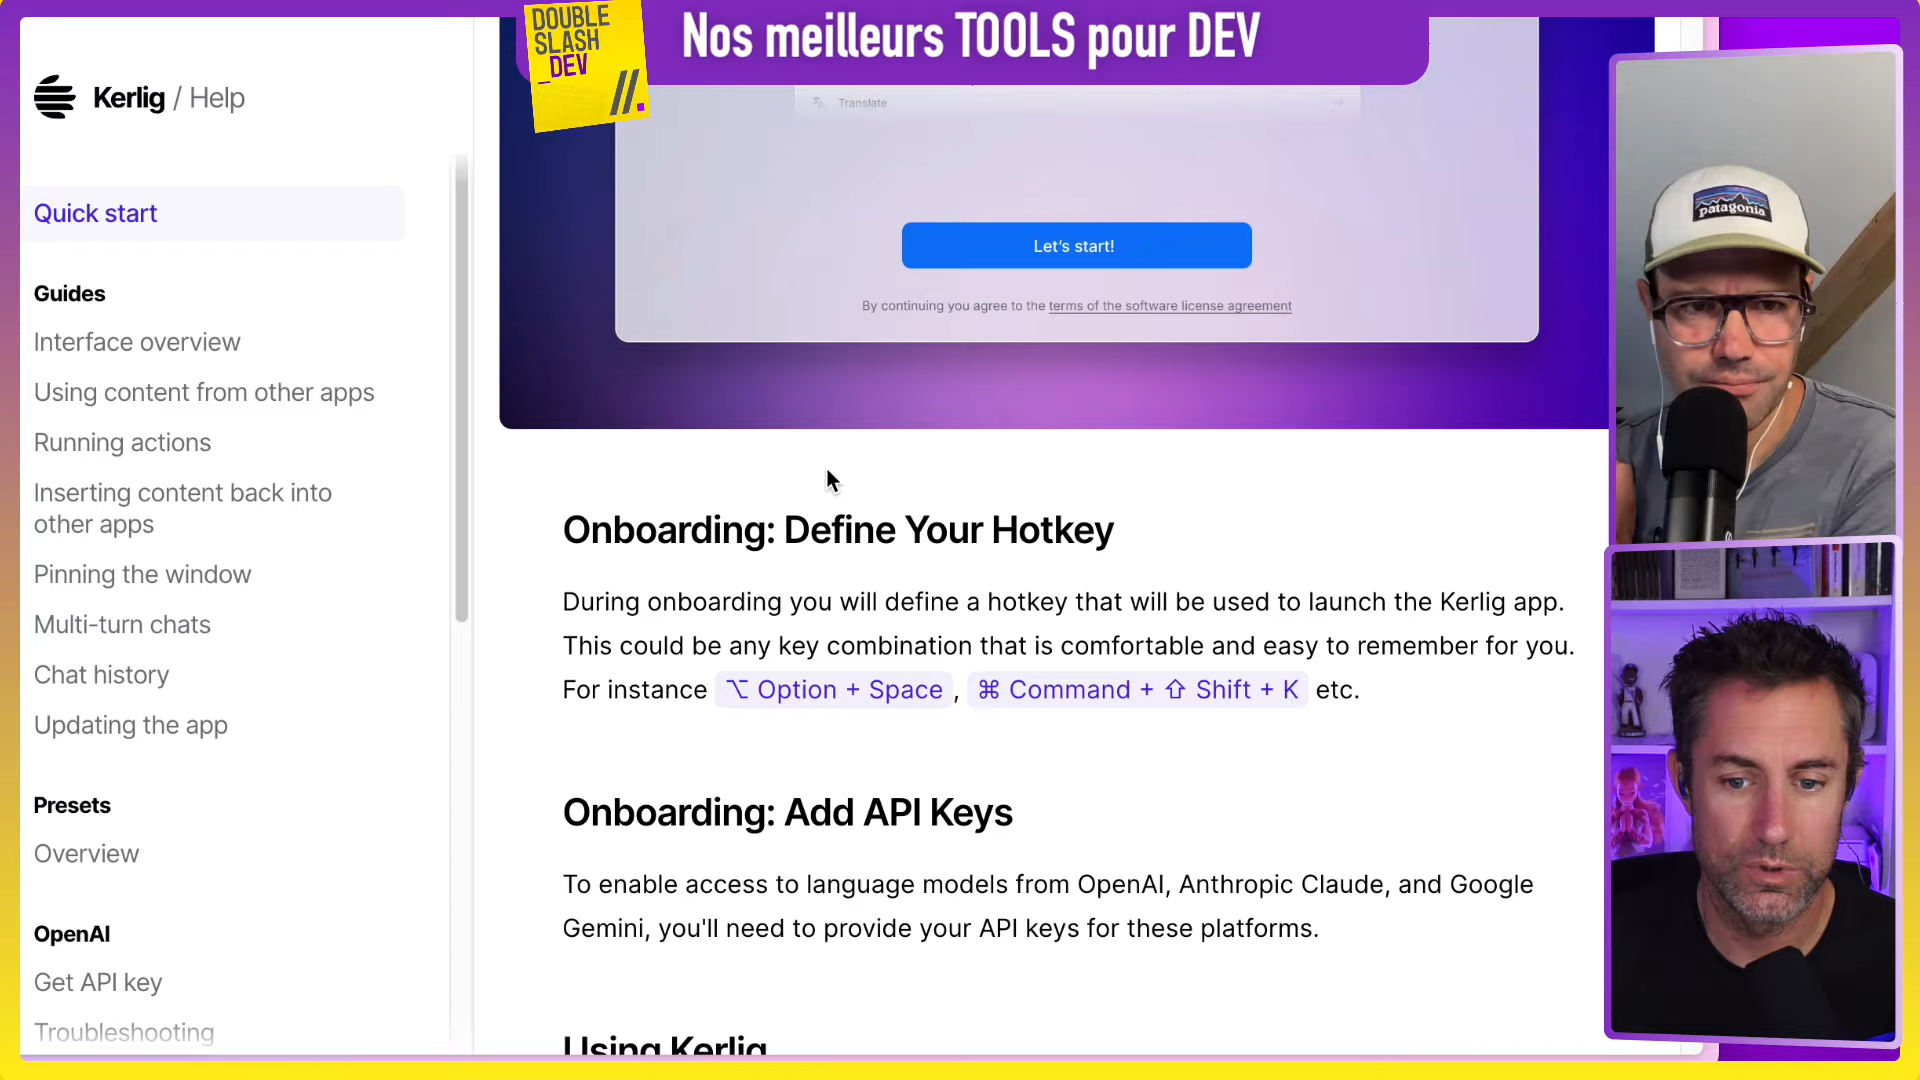 DOUBLE
SLASH
_DEV
//.
Nos meilleurs TOOLS pour DEV
Kerlig / Help
Quick start
Guides
Interface overview
Using content from other apps
Running actions
Inserting content back into
other apps
Pinning the window
Multi-turn chats
Chat history
Updating the app
Presets
Overview
OpenAI
Get API key
Troubleshooting
Translate
Let's start!
By continuing you agree to the terms of the software license agreement
Onboarding: Define Your Hotkey
During onboarding you will define a hotkey that will be used to launch the Kerlig app.
This could be any key combination that is comfortable and easy to remember for you.
For instance ⌥ Option + Space , ⌘ Command + ⇧ Shift + K etc.
Onboarding: Add API Keys
To enable access to language models from OpenAI, Anthropic Claude, and Google
Gemini, you'll need to provide your API keys for these platforms.
Using Kerlig
patagonia